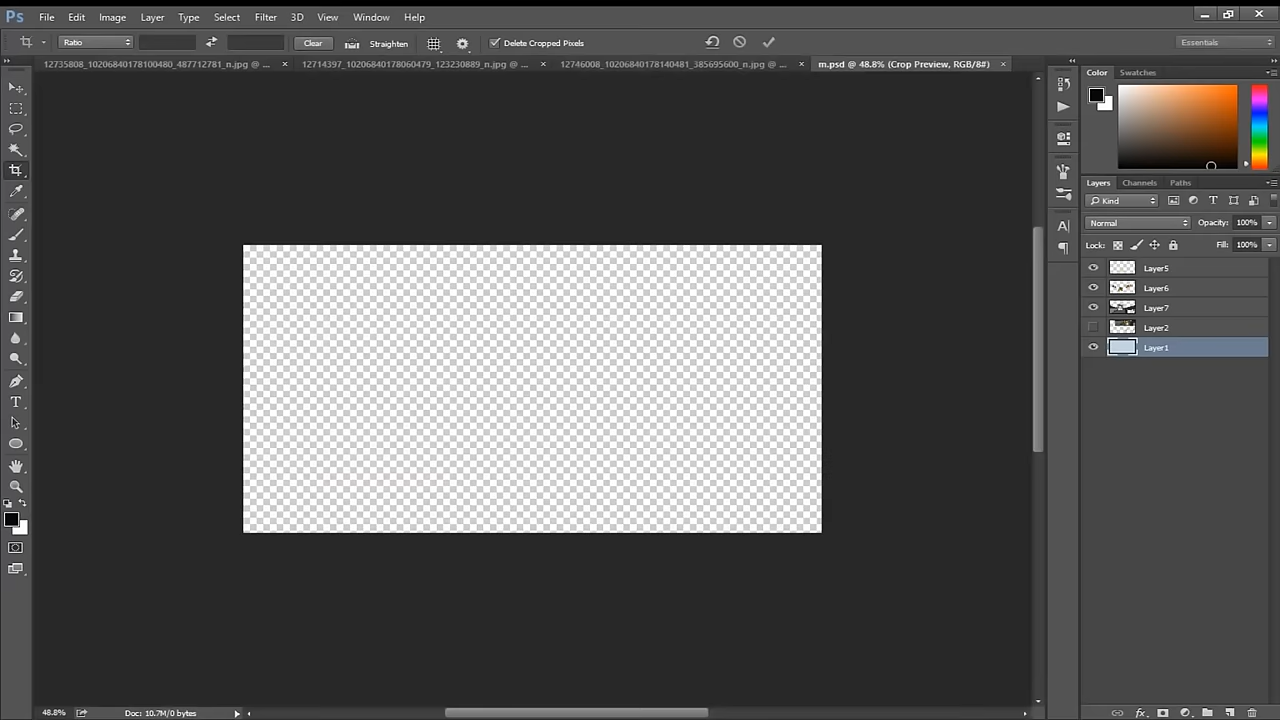 Ps File Edit Image Layer Type Select Filter 3D View Window Help
Ratio Clear Straighten Delete Cropped Pixels Essentials
12735808_10206840178100480_487712781_n.jpg @ ... 12714397_10206840178060479_123230889_n.jpg @ ... 12746008_10206840178140481_385695600_n.jpg @ ... m.psd @ 48.8% (Crop Preview, RGB/8#)
Color Swatches
Layers Channels Paths
Kind
Normal Opacity: 100%
Lock: Fill: 100%
Layer5
Layer6
Layer7
Layer2
Layer1
48.8% Doc: 10.7M/0 bytes